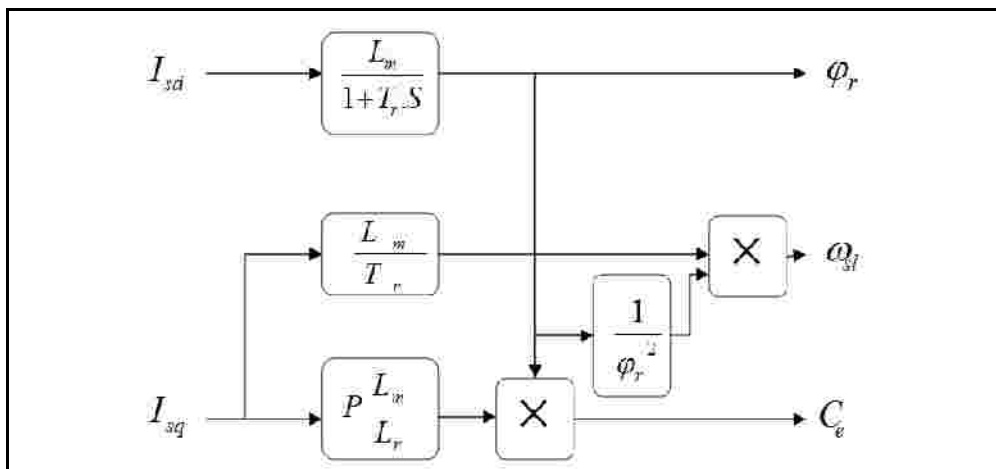 I_sd
L_m
1+T_r.S
φ_r
L_m
T_r
×
ω_sl
1
φ_r^2
I_sq
P L_m
L_r
×
C_e